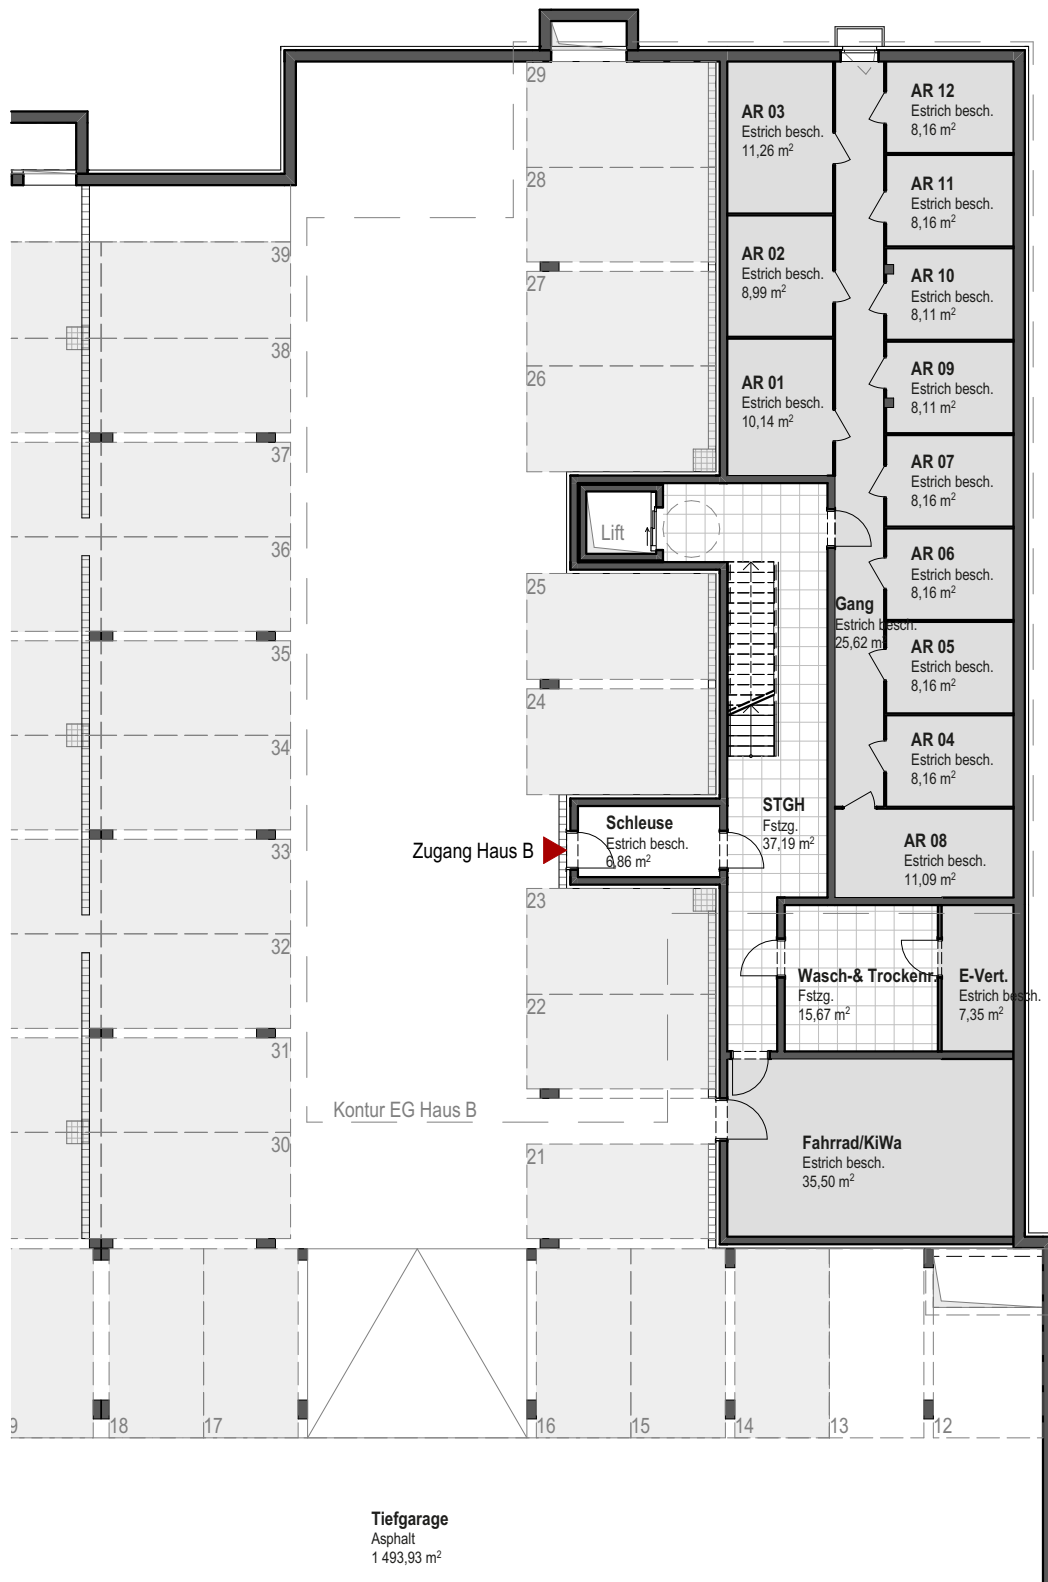 29
AR 03
Estrich besch.
11,26 m²
AR 12
Estrich besch.
8,16 m²
28
AR 11
Estrich besch.
8,16 m²
39
27
AR 02
Estrich besch.
8,99 m²
AR 10
Estrich besch.
8,11 m²
38
26
AR 01
Estrich besch.
10,14 m²
AR 09
Estrich besch.
8,11 m²
37
AR 07
Estrich besch.
8,16 m²
Lift
36
25
AR 06
Estrich besch.
8,16 m²
Gang
Estrich besch.
25,62 m²
35
AR 05
Estrich besch.
8,16 m²
24
34
AR 04
Estrich besch.
8,16 m²
Zugang Haus B
Schleuse
Estrich besch.
6,86 m²
STGH
Fstzg.
37,19 m²
AR 08
Estrich besch.
11,09 m²
33
23
32
Wasch-& Trockenr.
Fstzg.
15,67 m²
E-Vert.
Estrich besch.
7,35 m²
22
31
Kontur EG Haus B
30
21
Fahrrad/KiWa
Estrich besch.
35,50 m²
9
18
17
16
15
14
13
12
Tiefgarage
Asphalt
1 493,93 m²